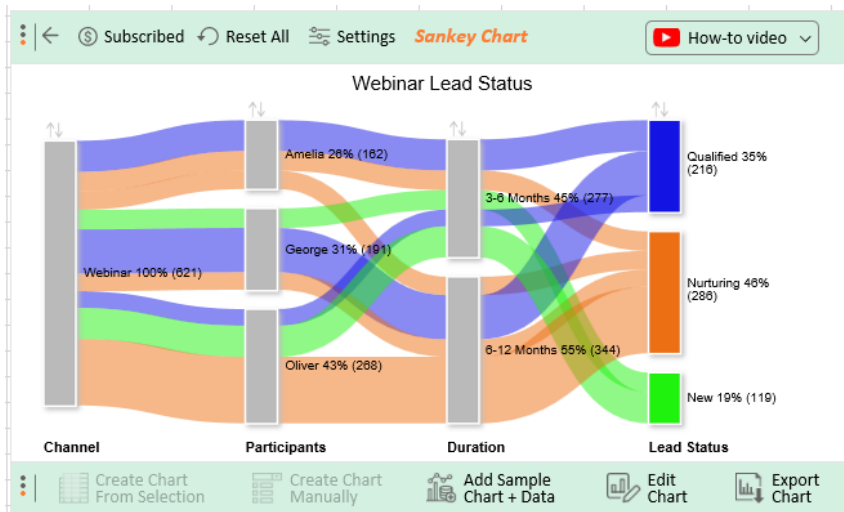 Subscribed
Reset All
Settings
Sankey Chart
How-to video
Webinar Lead Status
Amelia 26% (162)
Qualified 35%
(216)
3-6 Months 45% (277)
George 31% (191)
Webinar 100% (621)
Nurturing 46%
(286)
6-12 Months 55% (344)
Oliver 43% (268)
New 19% (119)
Channel
Participants
Duration
Lead Status
Create Chart
From Selection
Create Chart
Manually
Add Sample
Chart + Data
Edit
Chart
Export
Chart